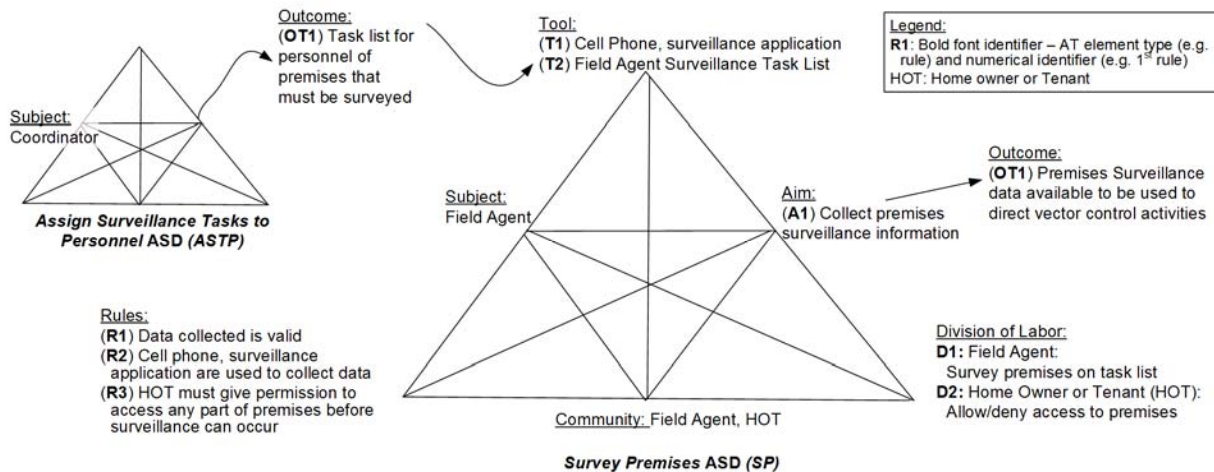 Outcome:
(OT1) Task list for
personnel of
premises that
must be surveyed
Subject:
Coordinator
Assign Surveillance Tasks to
Personnel ASD (ASTP)
Tool:
(T1) Cell Phone, surveillance application
(T2) Field Agent Surveillance Task List
Legend:
R1: Bold font identifier – AT element type (e.g.
rule) and numerical identifier (e.g. 1st rule)
HOT: Home owner or Tenant
Subject:
Field Agent
Aim:
(A1) Collect premises
surveillance information
Outcome:
(OT1) Premises Surveillance
data available to be used to
direct vector control activities
Rules:
(R1) Data collected is valid
(R2) Cell phone, surveillance
application are used to collect data
(R3) HOT must give permission to
access any part of premises before
surveillance can occur
Community: Field Agent, HOT
Division of Labor:
D1: Field Agent:
Survey premises on task list
D2: Home Owner or Tenant (HOT):
Allow/deny access to premises
Survey Premises ASD (SP)